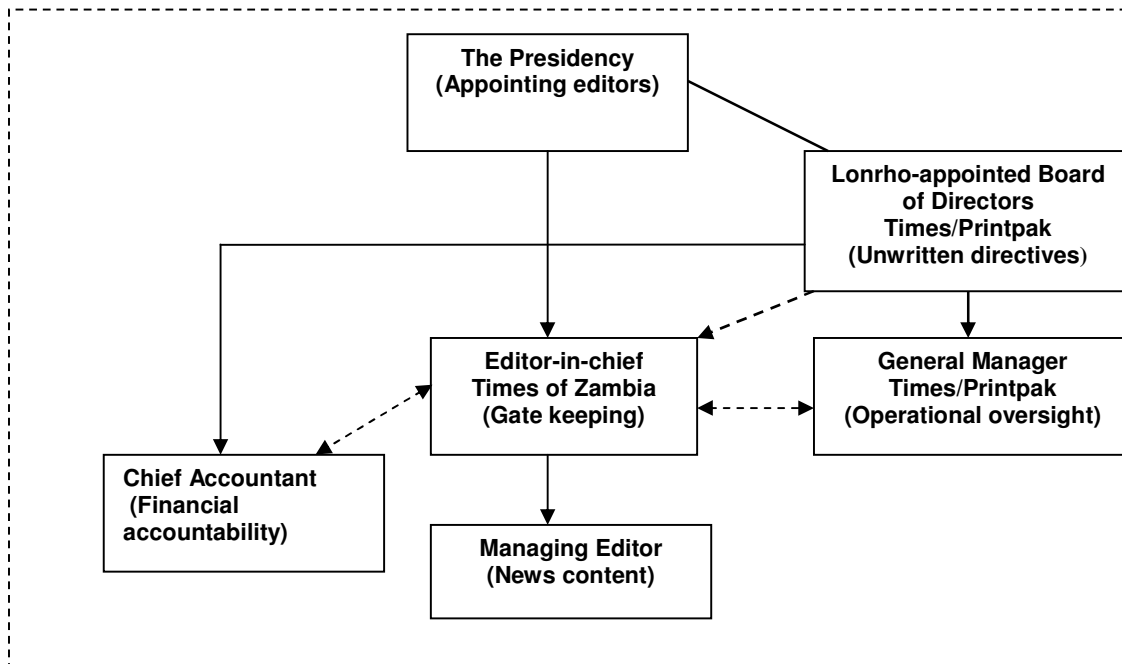 The Presidency
(Appointing editors)
Lonrho-appointed Board
of Directors
Times/Printpak
(Unwritten directives)
Editor-in-chief
Times of Zambia
(Gate keeping)
General Manager
Times/Printpak
(Operational oversight)
Chief Accountant
(Financial
accountability)
Managing Editor
(News content)